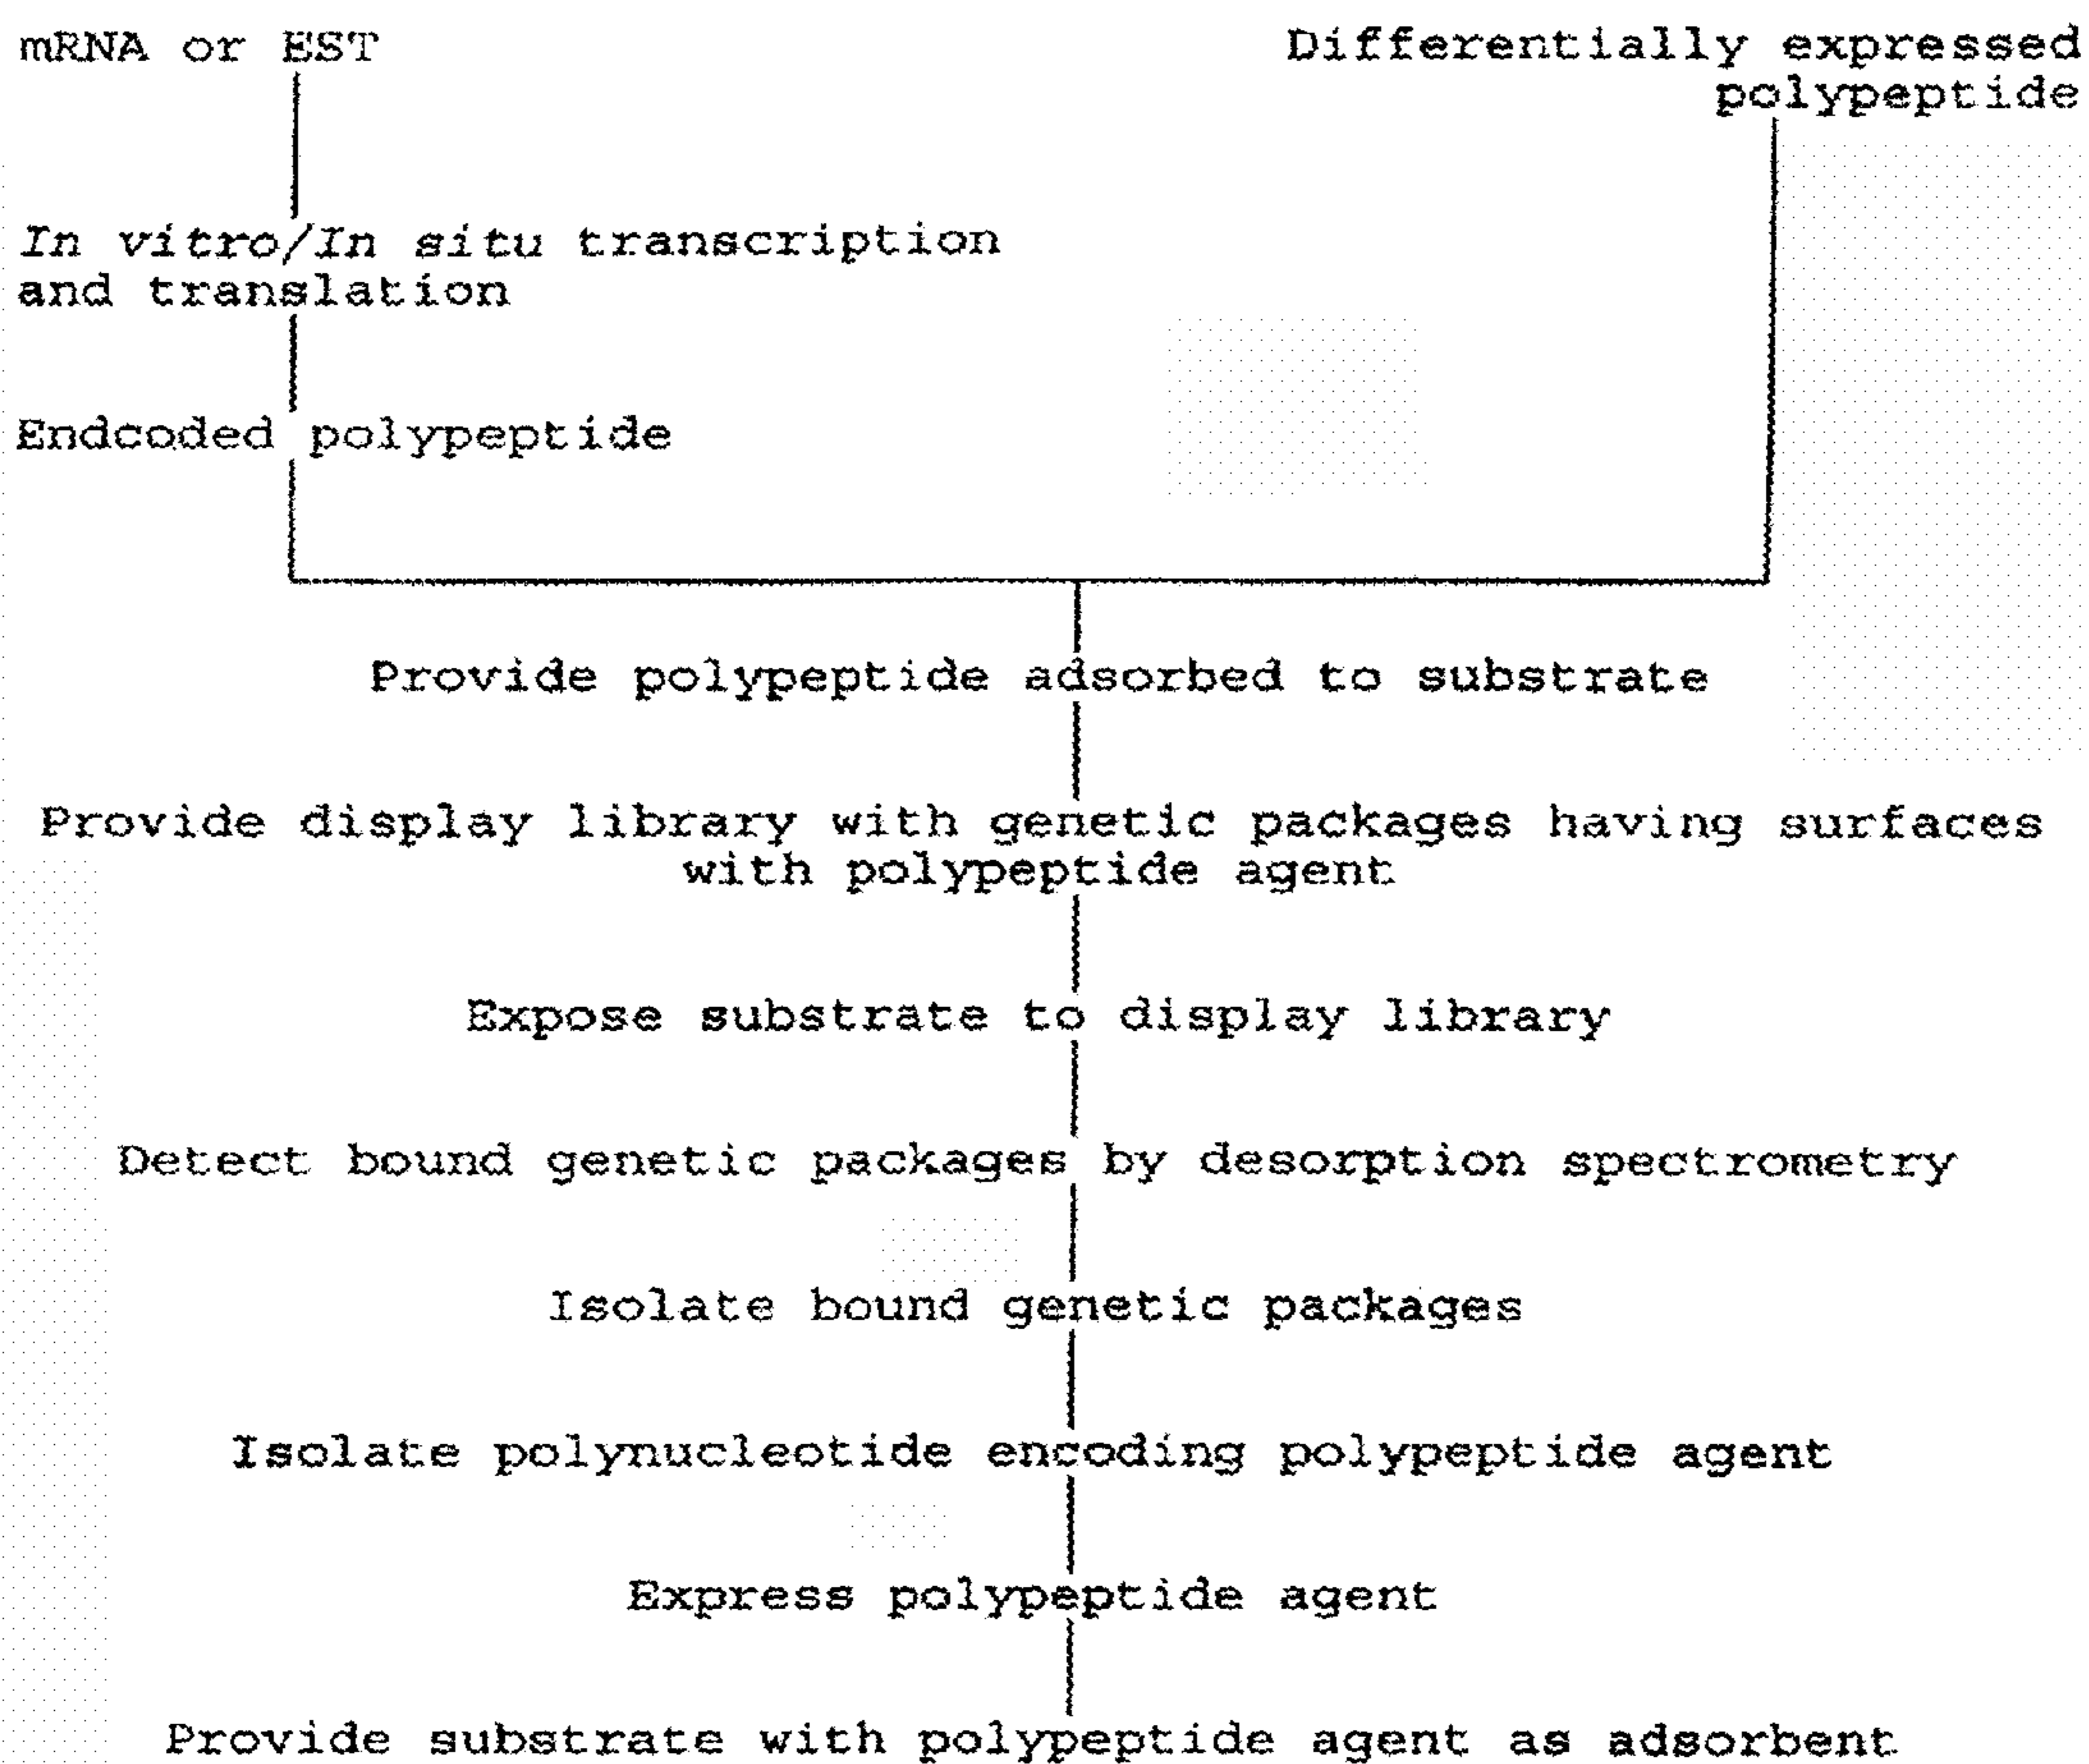 mRNA or EST
Differentially expressed
polypeptide
In vitro/In situ transcription
and translation
Endcoded polypeptide
Provide polypeptide adsorbed to substrate
Provide display library with genetic packages having surfaces
with polypeptide agent
Expose substrate to display library
Detect bound genetic packages by desorption spectrometry
Isolate bound genetic packages
Isolate polynucleotide encoding polypeptide agent
Express polypeptide agent
Provide substrate with polypeptide agent as adsorbent